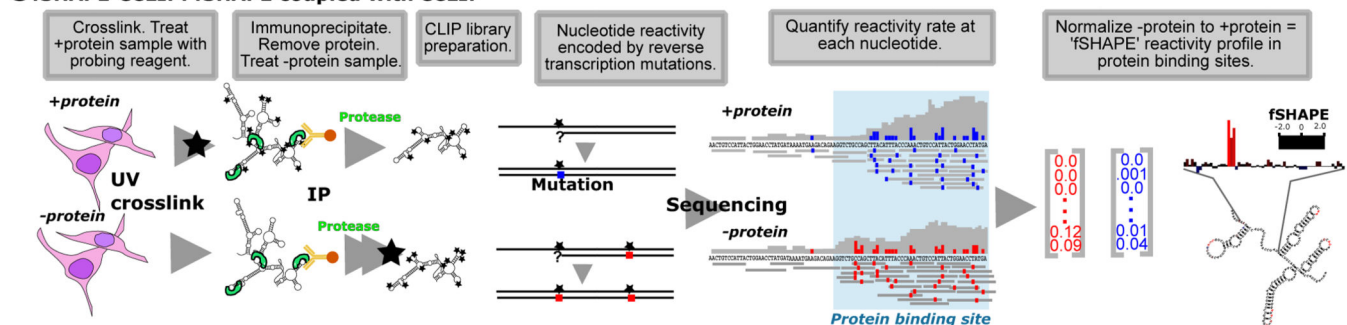 Crosslink. Treat
+protein sample with
probing reagent.
Immunoprecipitate.
Remove protein.
Treat -protein sample.
CLIP library
preparation.
Nucleotide reactivity
encoded by reverse
transcription mutations.
Quantify reactivity rate at
each nucleotide.
Normalize -protein to +protein =
'fSHAPE' reactivity profile in
protein binding sites.
+protein
UV
crosslink
-protein
IP
Protease
Protease
?
Mutation
?
Sequencing
+protein
AACTGTCCATTACTGGAACCTATGATAAAATGAAGACAGAAGGTCTGCCAGCTTACATTTACCCAAACTGTCCATTACTGGAACCTATGATG
-protein
Protein binding site
0.0
0.0
0.0
0.12
0.09
0.0
.001
0.0
0.01
0.04
fSHAPE
-2.0 0 2.0